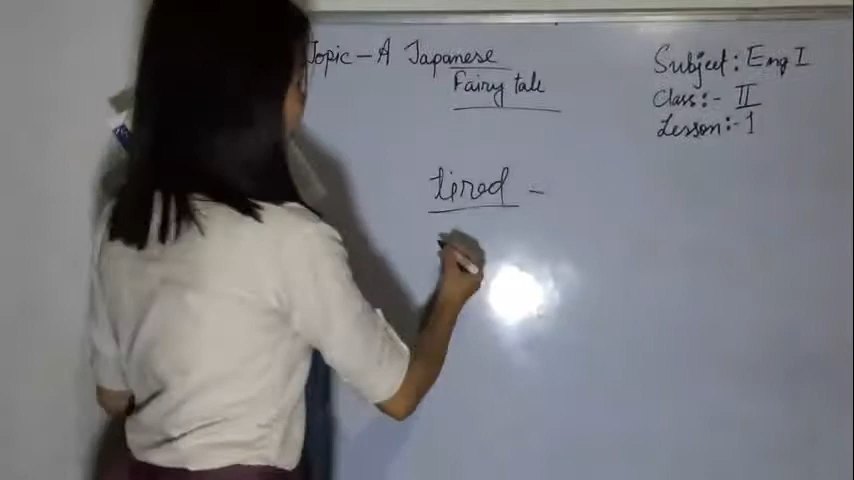 Topic - A Japanese
Fairy tale
Subject : Eng I
Class :- II
Lesson :- 1
tired -